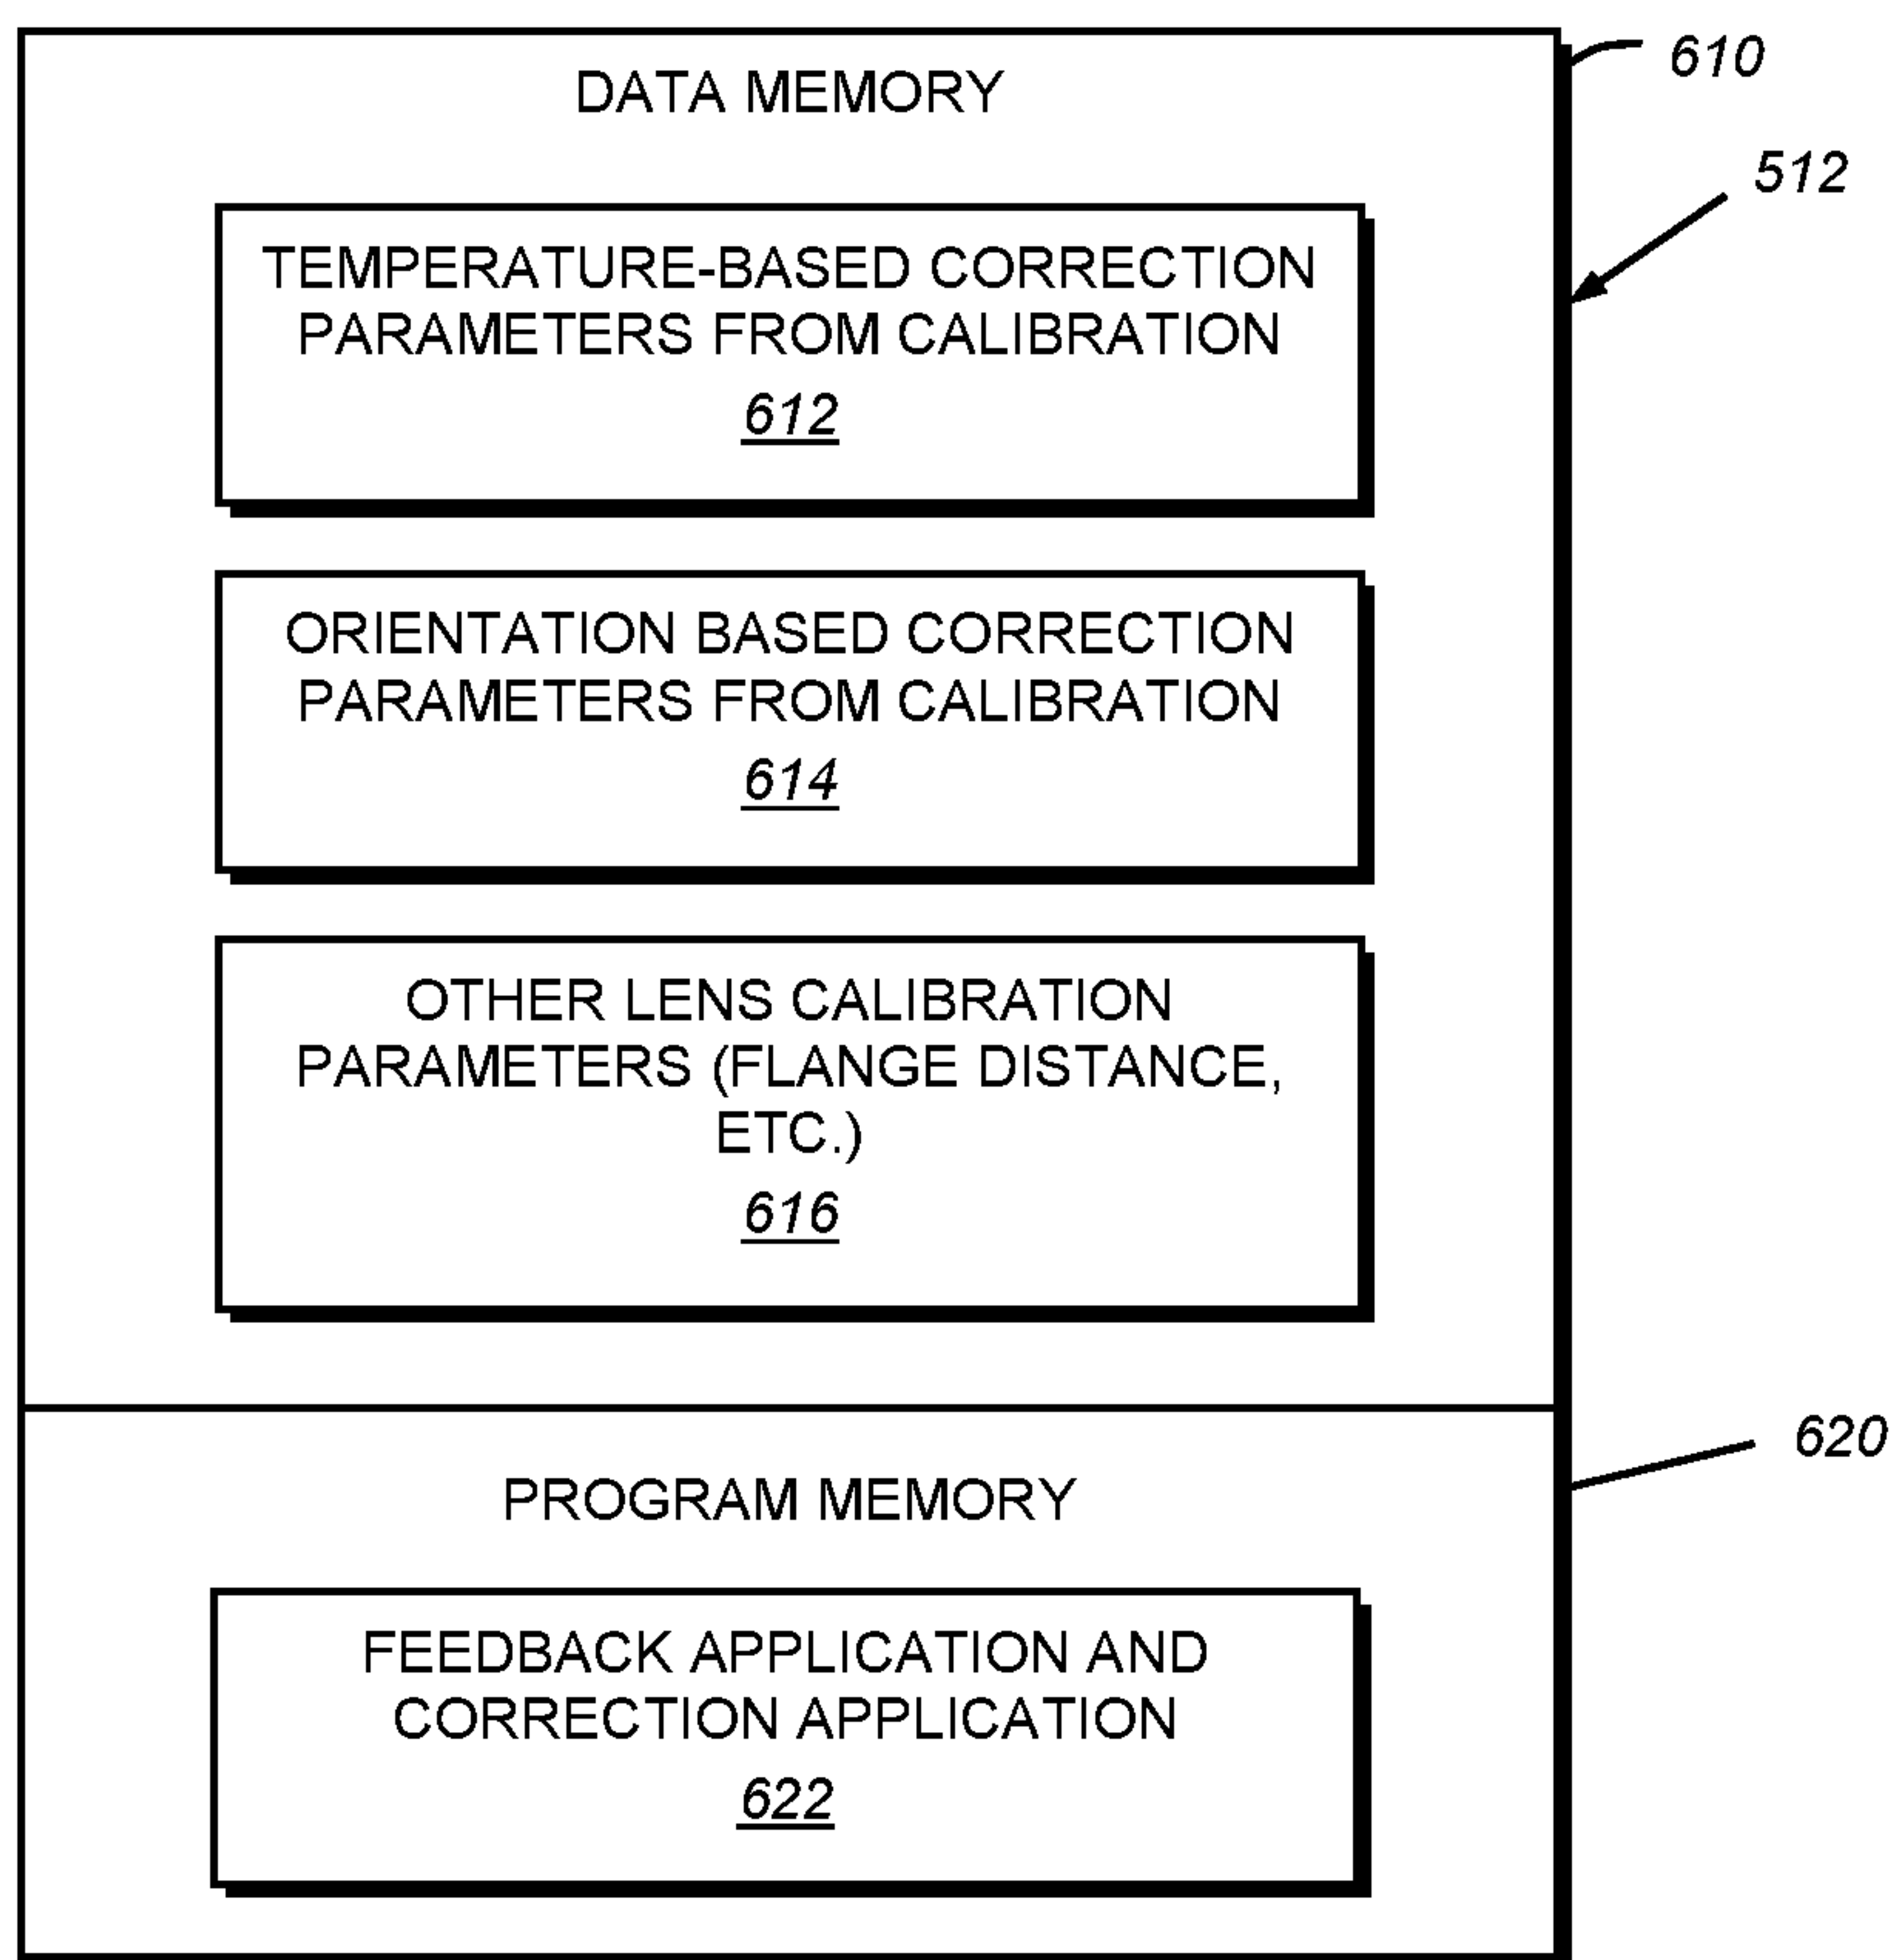 DATA MEMORY
610
512
TEMPERATURE-BASED CORRECTION
PARAMETERS FROM CALIBRATION
612
ORIENTATION BASED CORRECTION
PARAMETERS FROM CALIBRATION
614
OTHER LENS CALIBRATION
PARAMETERS (FLANGE DISTANCE,
ETC.)
616
620
PROGRAM MEMORY
FEEDBACK APPLICATION AND
CORRECTION APPLICATION
622